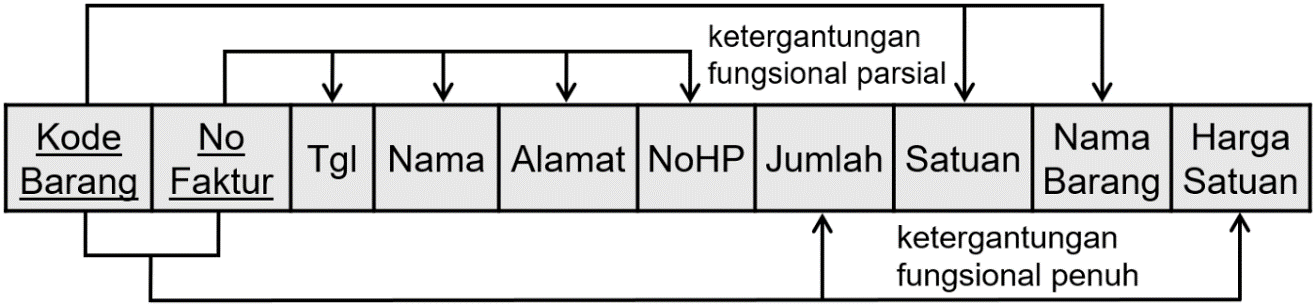 ketergantungan
fungsional parsial
Kode
Barang
No
Faktur
Tgl
Nama
Alamat
NoHP
Jumlah
Satuan
Nama
Barang
Harga
Satuan
ketergantungan
fungsional penuh